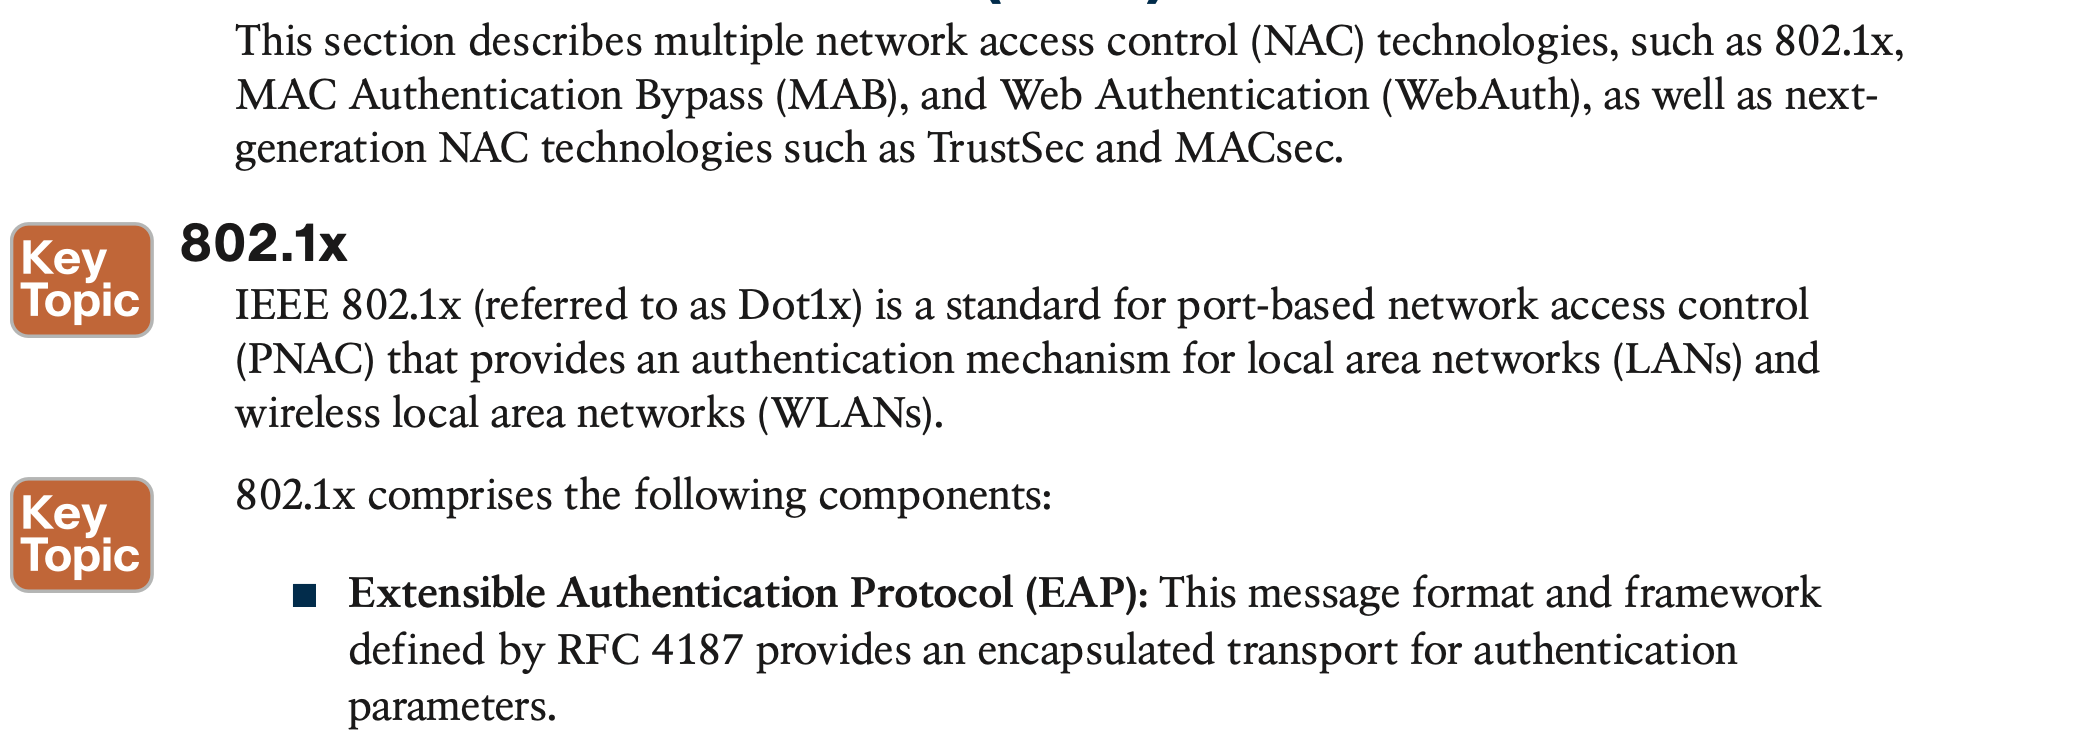 This section describes multiple network access control (NAC) technologies, such as 802.1x,
MAC Authentication Bypass (MAB), and Web Authentication (WebAuth), as well as next-
generation NAC technologies such as TrustSec and MACsec.
Key
Topic
802.1x
IEEE 802.1x (referred to as Dot1x) is a standard for port-based network access control
(PNAC) that provides an authentication mechanism for local area networks (LANs) and
wireless local area networks (WLANs).
Key
Topic
802.1x comprises the following components:
■ Extensible Authentication Protocol (EAP): This message format and framework
defined by RFC 4187 provides an encapsulated transport for authentication
parameters.